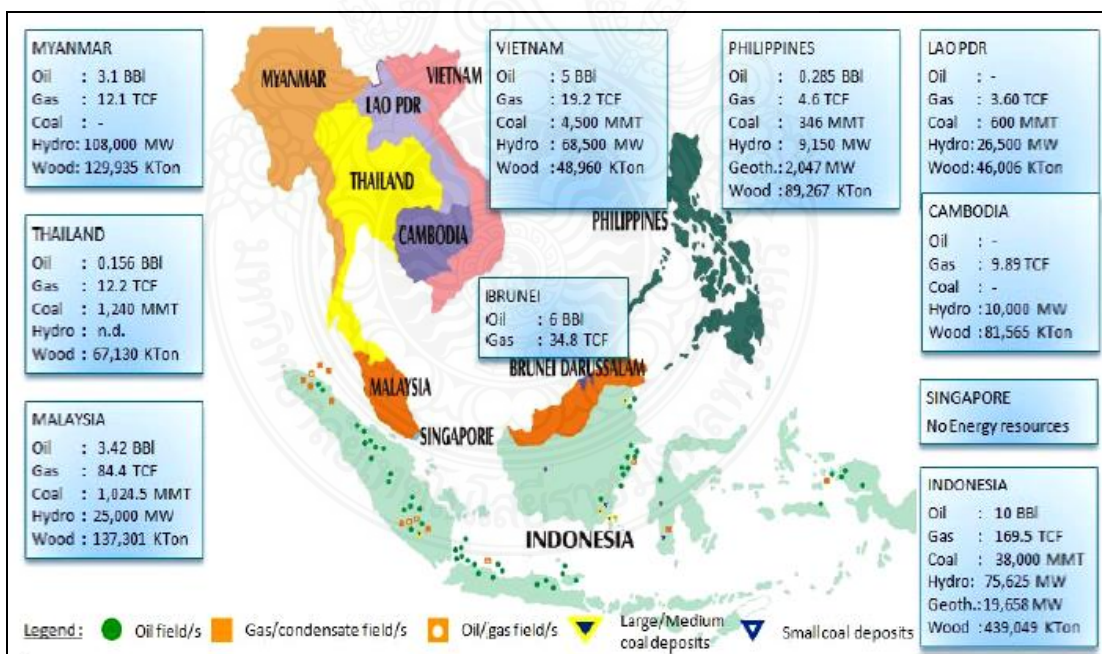 MYANMAR
Oil : 3.1 BBl
Gas : 12.1 TCF
Coal : -
Hydro: 108,000 MW
Wood: 129,935 KTon
THAILAND
Oil : 0.156 BBl
Gas : 12.2 TCF
Coal : 1,240 MMT
Hydro : n.d.
Wood : 67,130 KTon
MALAYSIA
Oil : 3.42 BBl
Gas : 84.4 TCF
Coal : 1,024.5 MMT
Hydro : 25,000 MW
Wood : 137,301 KTon
VIETNAM
Oil : 5 BBl
Gas : 19.2 TCF
Coal : 4,500 MMT
Hydro : 68,500 MW
Wood :48,960 KTon
PHILIPPINES
Oil : 0.285 BBl
Gas : 4.6 TCF
Coal : 346 MMT
Hydro : 9,150 MW
Geoth.:2,047 MW
Wood :89,267 KTon
LAO PDR
Oil : -
Gas : 3.60 TCF
Coal : 600 MMT
Hydro: 26,500 MW
Wood:46,006 KTon
CAMBODIA
Oil : -
Gas : 9.89 TCF
Coal : -
Hydro :10,000 MW
Wood :81,565 KTon
SINGAPORE
No Energy resources
INDONESIA
Oil : 10 BBl
Gas : 169.5 TCF
Coal : 38,000 MMT
Hydro: 75,625 MW
Geoth.:19,658 MW
Wood :439,049 KTon
BRUNEI
Oil : 6 BBl
Gas : 34.8 TCF
MYANMAR
VIETNAM
LAO PDR
THAILAND
CAMBODIA
PHILIPPINES
BRUNEI DARUSSALAM
MALAYSIA
SINGAPORE
INDONESIA
Legend :
Oil field/s
Gas/condensate field/s
Oil/gas field/s
Large/Medium
coal deposits
Small coal deposits